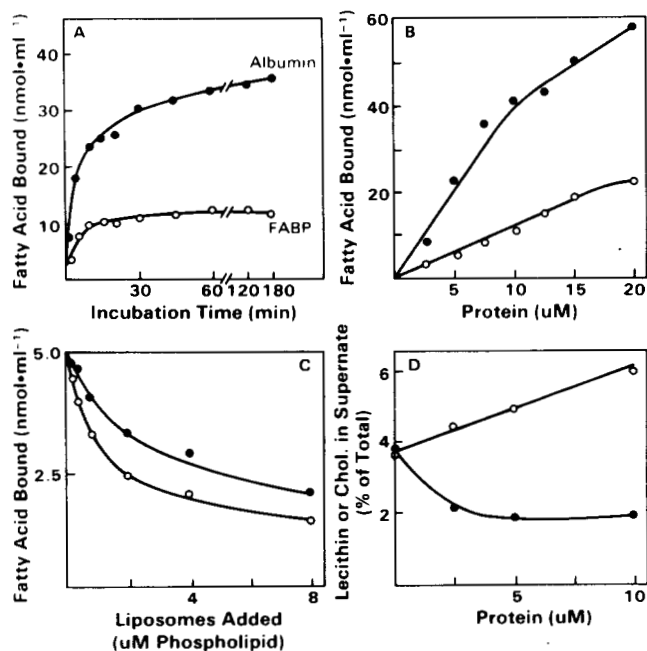 A
Albumin
FABP
Fatty Acid Bound (nmol•ml⁻¹)
40
30
20
10
30
60
120
180
Incubation Time (min)
B
Fatty Acid Bound (nmol•ml⁻¹)
60
40
20
0
5
10
15
20
Protein (uM)
C
Fatty Acid Bound (nmol•ml⁻¹)
5.0
2.5
4
8
Liposomes Added
(uM Phospholipid)
D
Lecithin or Chol. in Supernate
(% of Total)
6
4
2
5
10
Protein (uM)